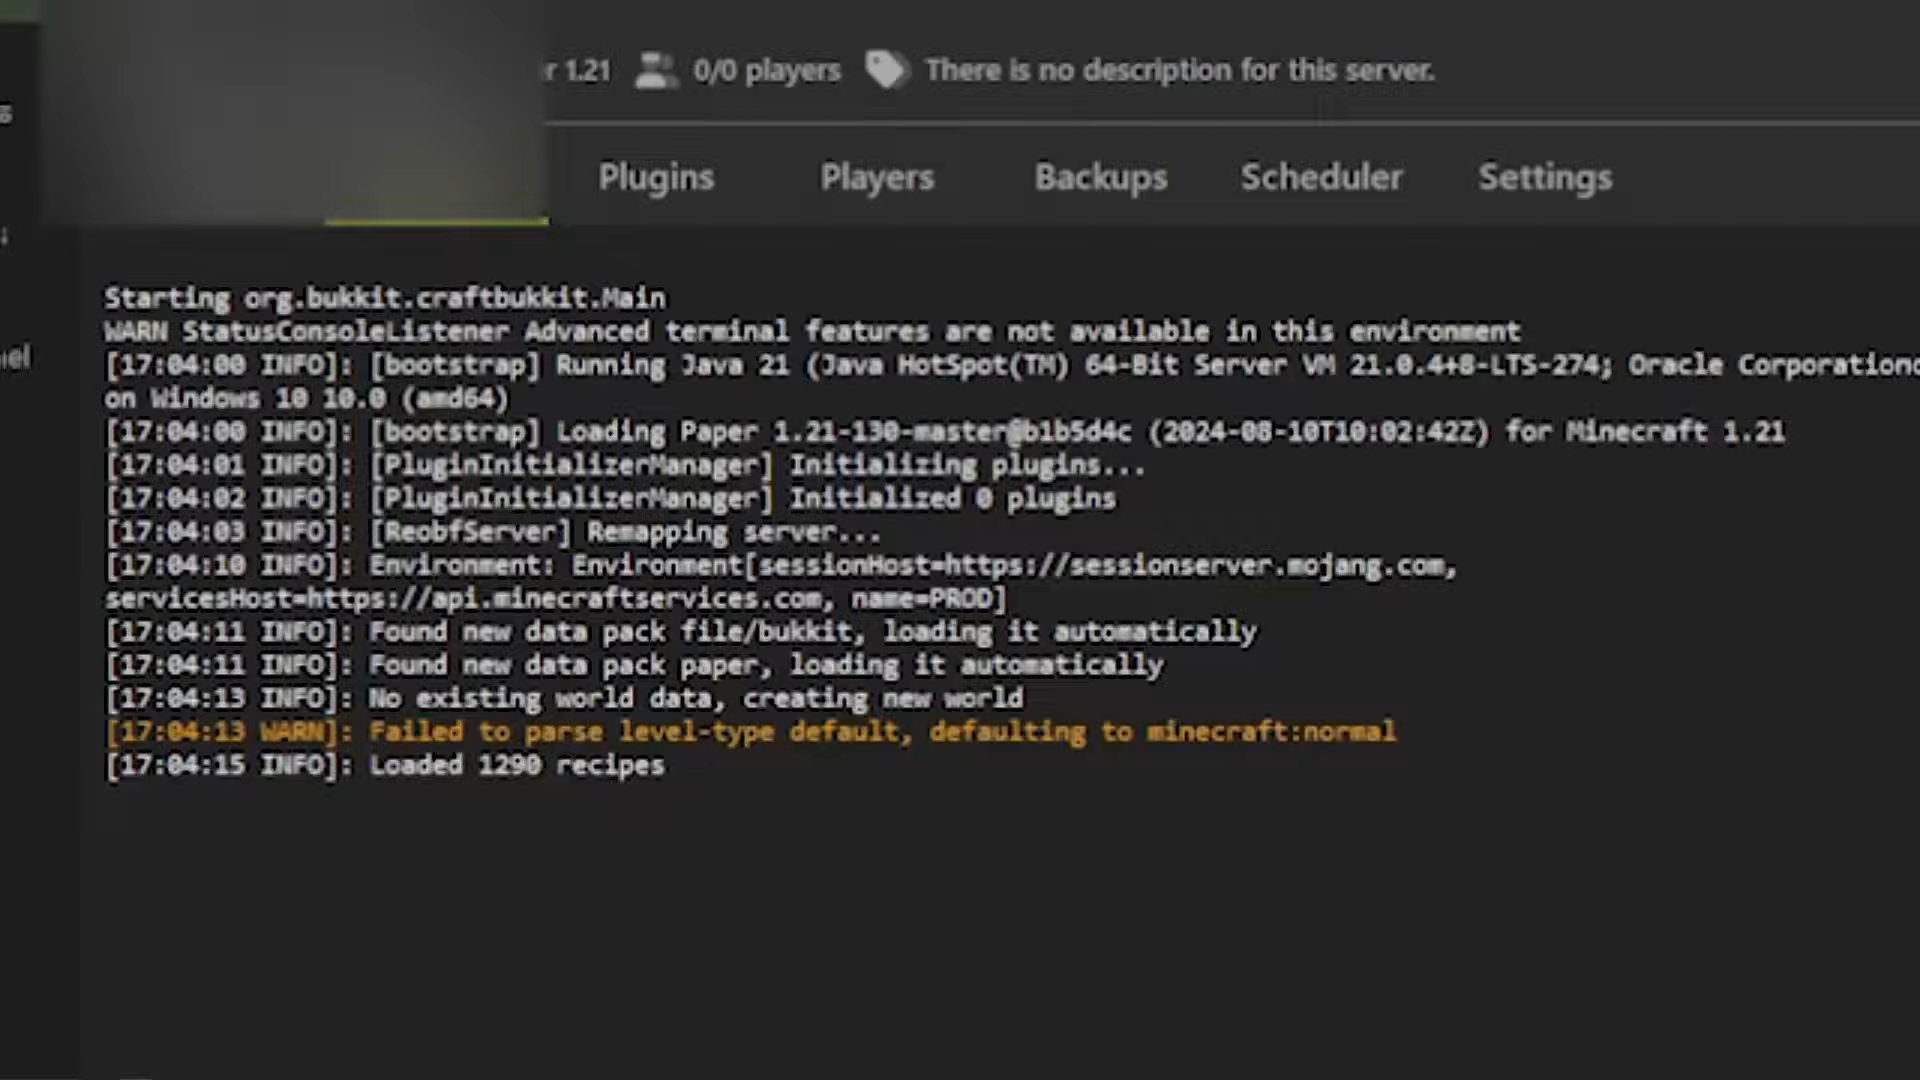 1.21 0/0 players There is no description for this server.
Plugins Players Backups Scheduler Settings
Starting org.bukkit.craftbukkit.Main
WARN StatusConsoleListener Advanced terminal features are not available in this environment
[17:04:00 INFO]: [bootstrap] Running Java 21 (Java HotSpot(TM) 64-Bit Server VM 21.0.4+8-LTS-274; Oracle Corporation
on Windows 10 10.0 (amd64)
[17:04:00 INFO]: [bootstrap] Loading Paper 1.21-130-master@b1b5d4c (2024-08-10T10:02:42Z) for Minecraft 1.21
[17:04:01 INFO]: [PluginInitializerManager] Initializing plugins...
[17:04:02 INFO]: [PluginInitializerManager] Initialized 0 plugins
[17:04:03 INFO]: [ReobfServer] Remapping server...
[17:04:10 INFO]: Environment: Environment[sessionHost=https://sessionserver.mojang.com,
servicesHost=https://api.minecraftservices.com, name=PROD]
[17:04:11 INFO]: Found new data pack file/bukkit, loading it automatically
[17:04:11 INFO]: Found new data pack paper, loading it automatically
[17:04:13 INFO]: No existing world data, creating new world
[17:04:13 WARN]: Failed to parse level-type default, defaulting to minecraft:normal
[17:04:15 INFO]: Loaded 1290 recipes